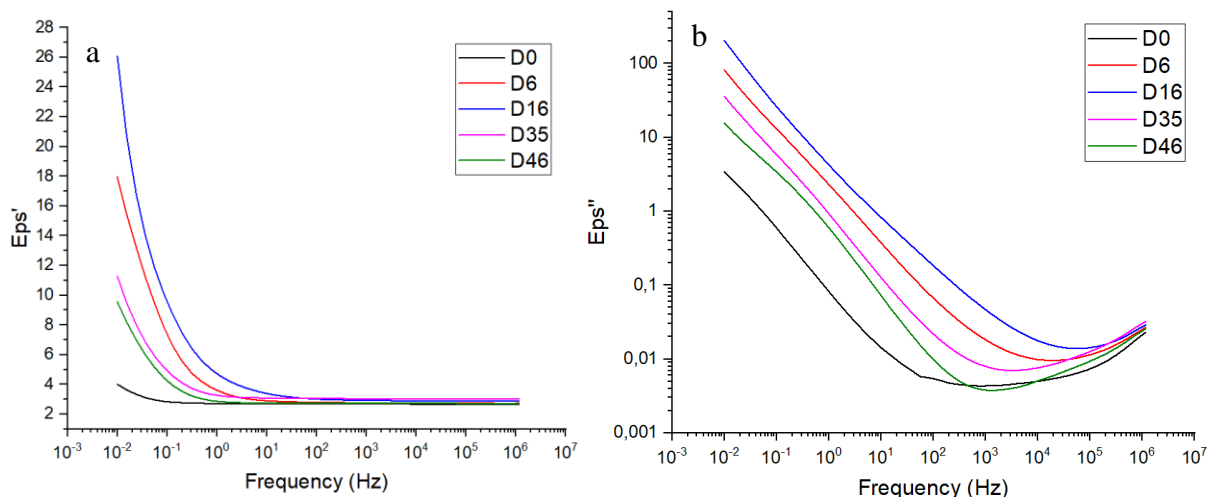 a
Eps'
28
26
24
22
20
18
16
14
12
10
8
6
4
2
10⁻³ 10⁻² 10⁻¹ 10⁰ 10¹ 10² 10³ 10⁴ 10⁵ 10⁶ 10⁷
Frequency (Hz)
D0
D6
D16
D35
D46
b
Eps"
100
10
1
0,1
0,01
0,001
10⁻³ 10⁻² 10⁻¹ 10⁰ 10¹ 10² 10³ 10⁴ 10⁵ 10⁶ 10⁷
Frequency (Hz)
D0
D6
D16
D35
D46